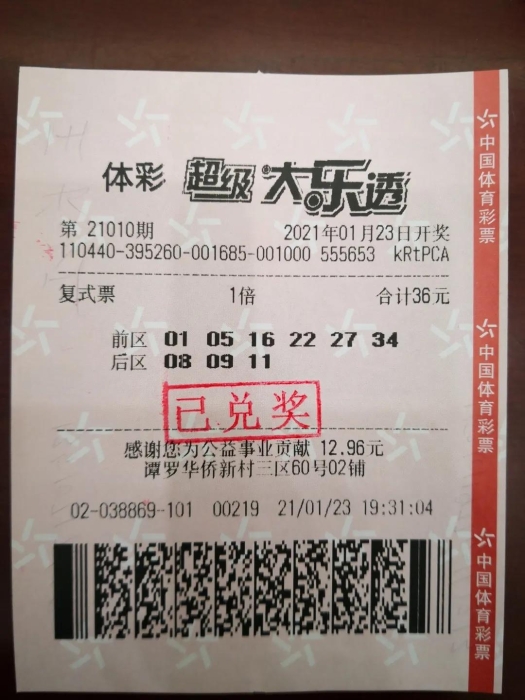 体彩 超级大乐透
第 21010期 2021年01月23日开奖
110440-395260-001685-001000 555653 kRtPCA
复式票 1倍 合计36元
前区 01 05 16 22 27 34
后区 08 09 11
已兑奖
感谢您为公益事业贡献 12.96元
谭罗华侨新村三区60号02铺
02-038869-101 00219 21/01/23 19:31:04
中国体育彩票
中国体育彩票
中国体育彩票